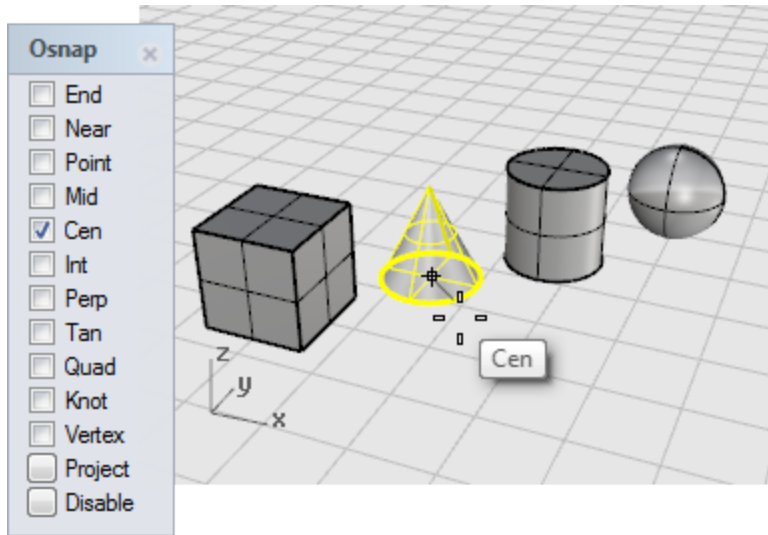 Osnap
End
Near
Point
Mid
Cen
Int
Perp
Tan
Quad
Knot
Vertex
Project
Disable
z
y
x
Cen